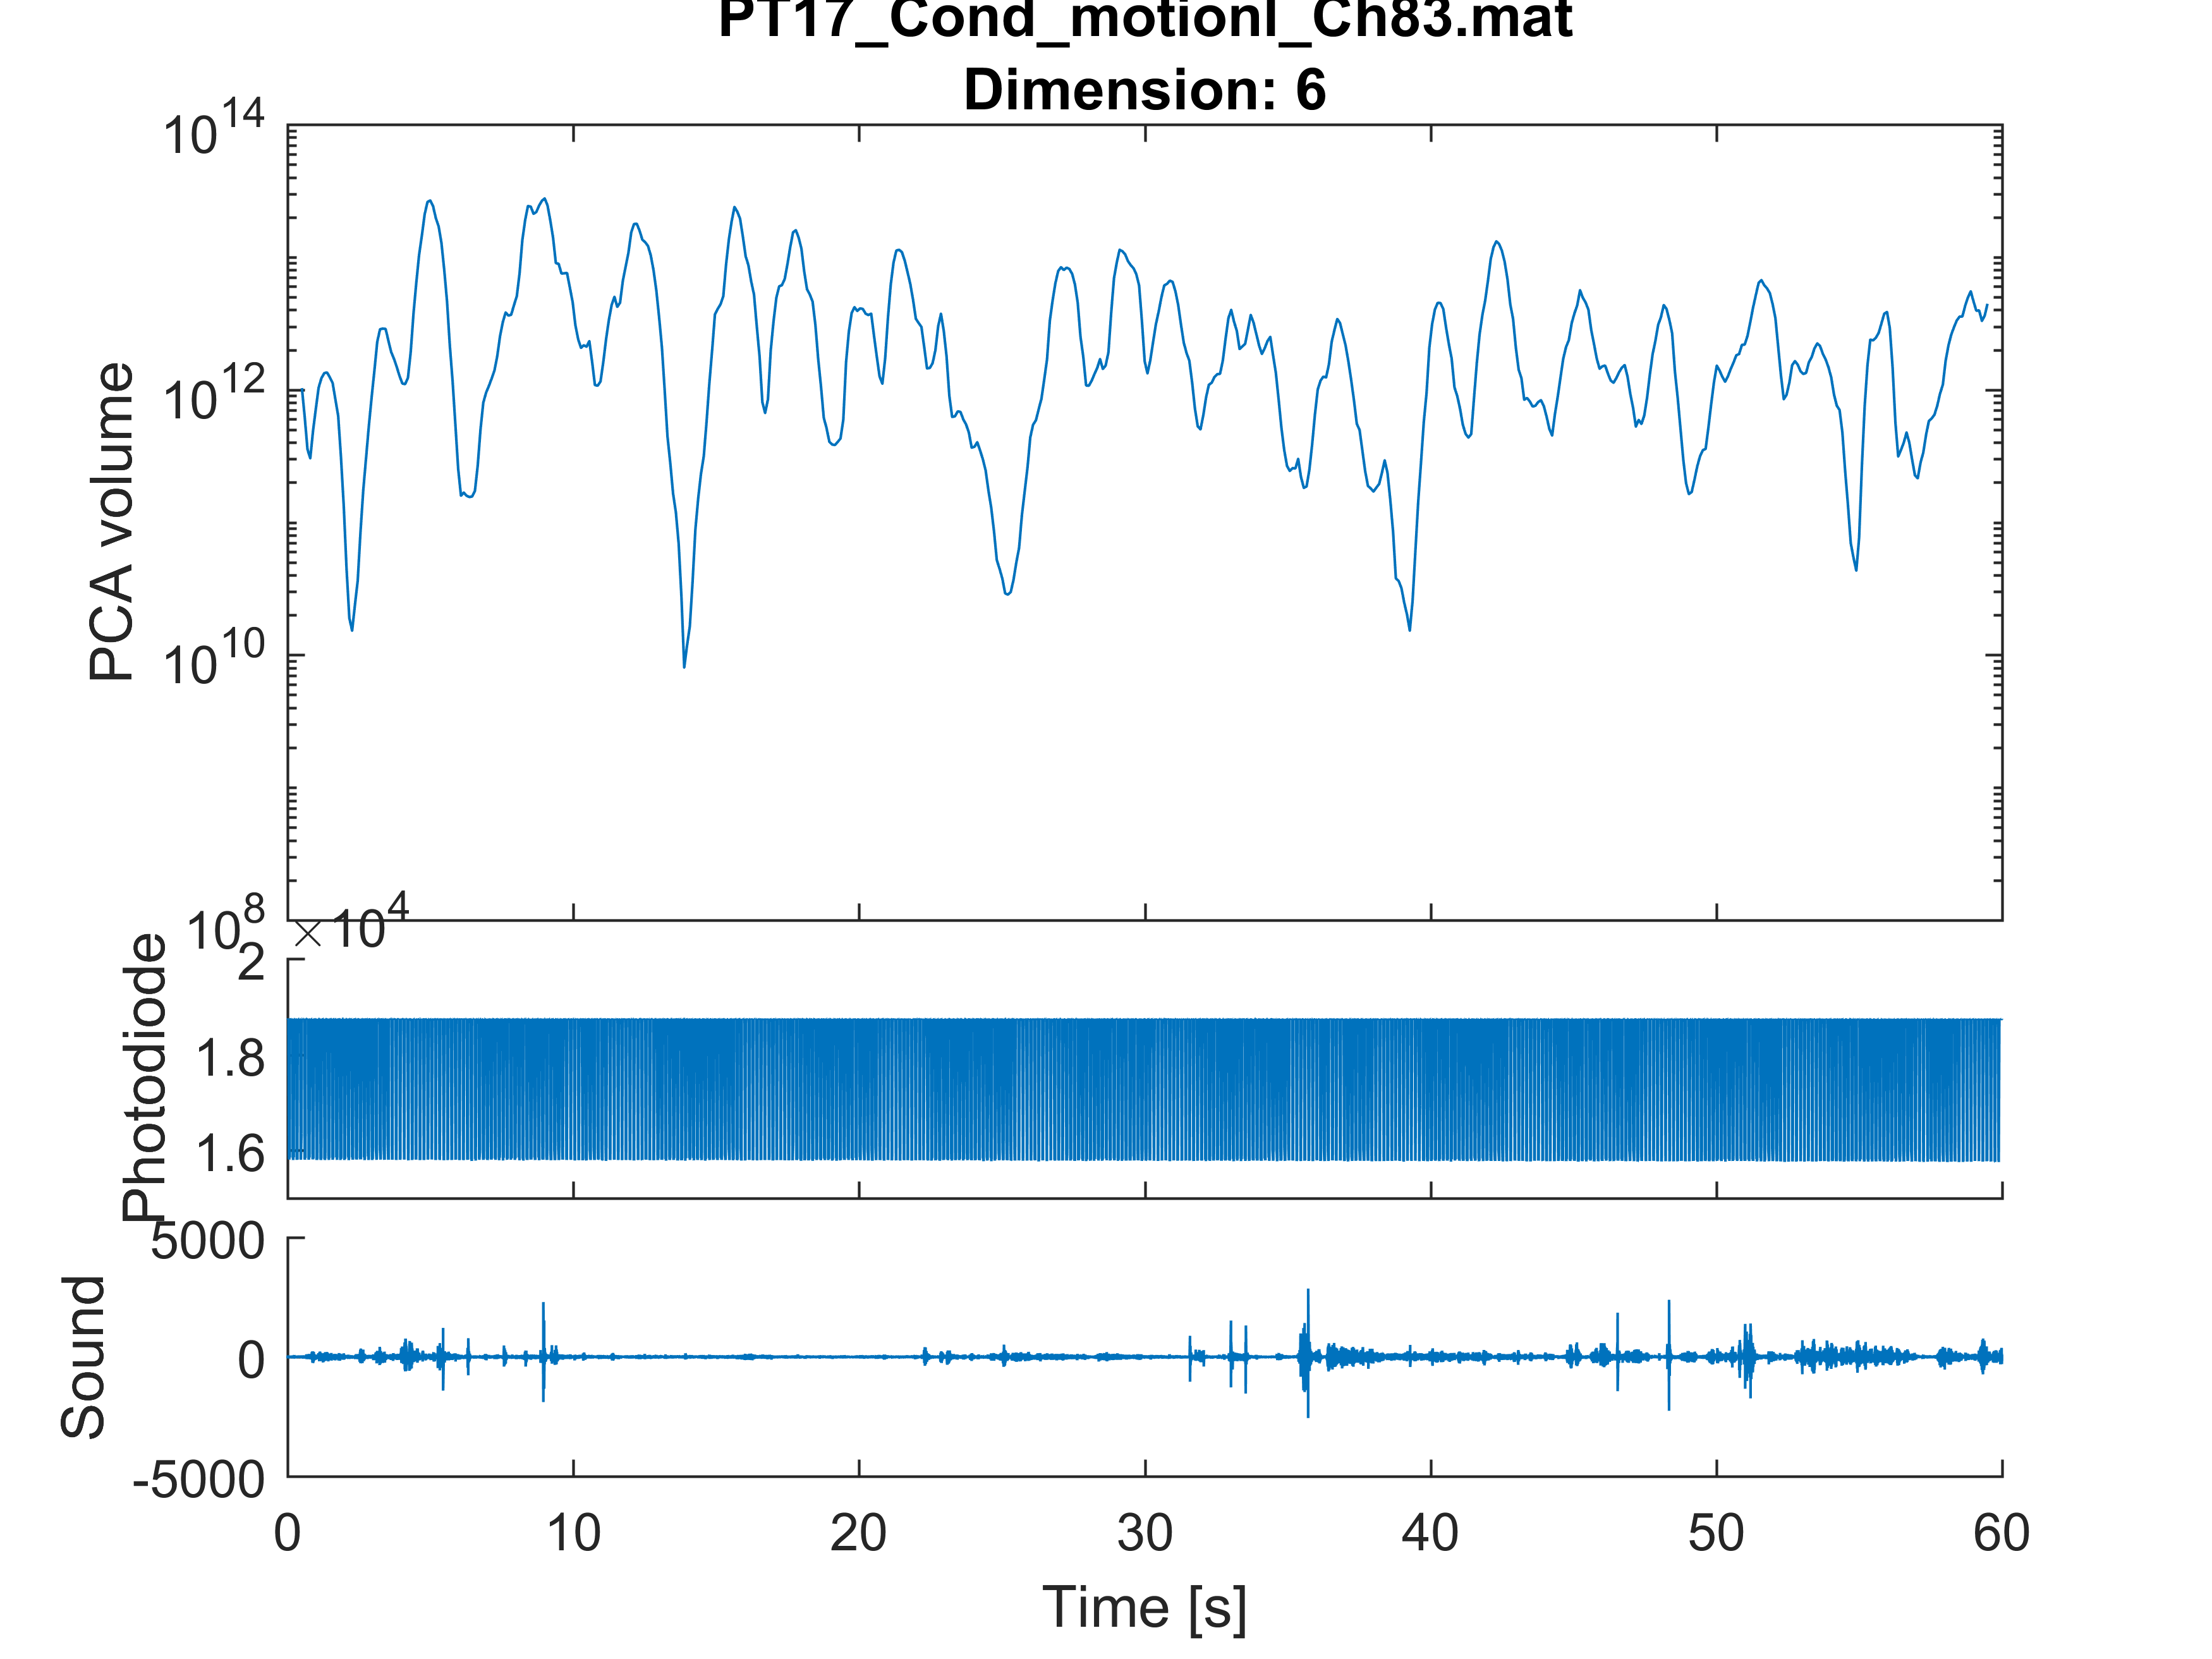 PT17_Cond_motionl_Ch83.mat
Dimension: 6
PCA volume
10^14
10^12
10^10
10^8
×10^4
Photodiode
2
1.8
1.6
Sound
5000
0
-5000
0 10 20 30 40 50 60
Time [s]